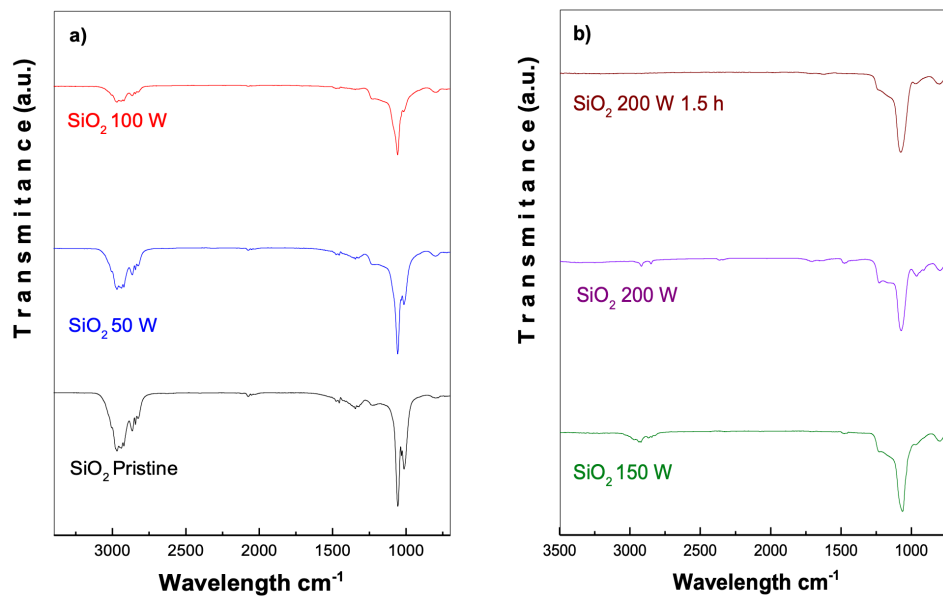 a)
Transmitance (a.u.)
SiO2 100 W
SiO2 50 W
SiO2 Pristine
3000 2500 2000 1500 1000
Wavelength cm-1
b)
Transmitance (a.u.)
SiO2 200 W 1.5 h
SiO2 200 W
SiO2 150 W
3500 3000 2500 2000 1500 1000
Wavelength cm-1